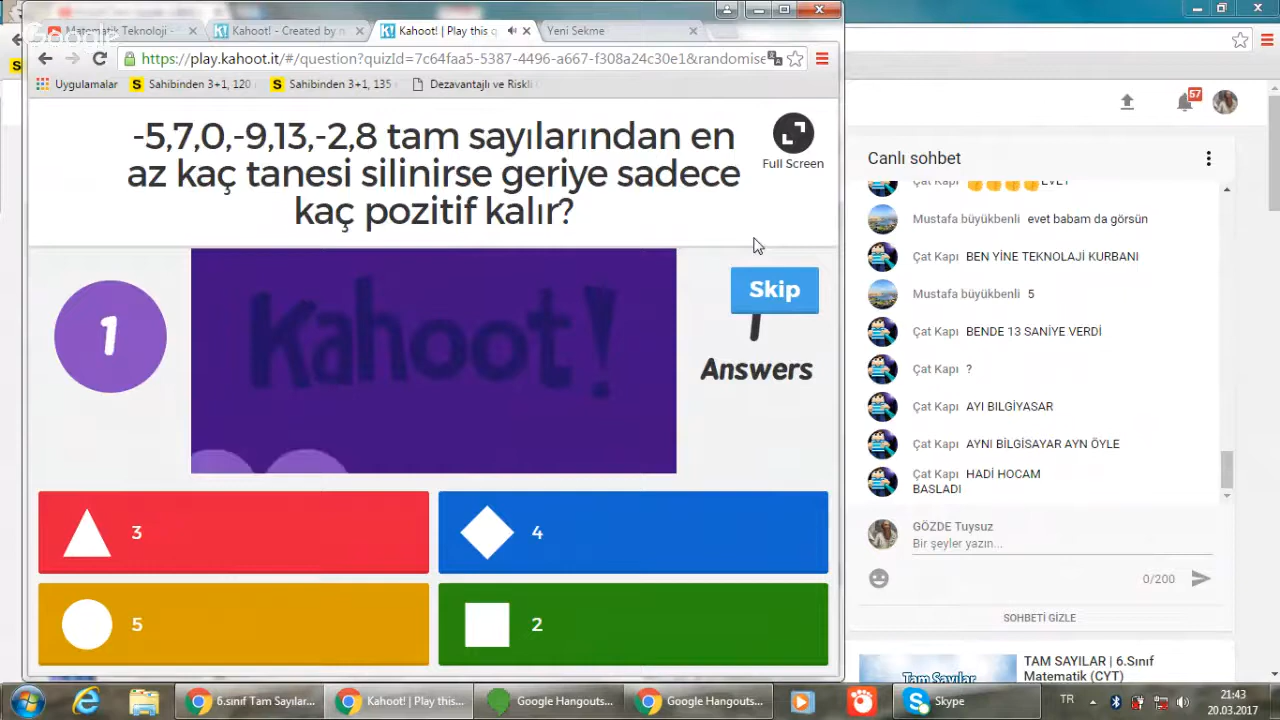 Google
Matematik Teknoloji -
Kahoot! - Created by n
Kahoot! | Play this q
Yeni Sekme
https://play.kahoot.it/#/question?quizId=7c64faa5-5387-4496-a667-f308a24c30e1&randomise
Uygulamalar
S Sahibinden 3+1, 120
S Sahibinden 3+1, 135
Dezavantajlı ve Riskli
-5,7,0,-9,13,-2,8 tam sayılarından en
az kaç tanesi silinirse geriye sadece
kaç pozitif kalır?
Full Screen
1
Kahoot!
Skip
Answers
3
4
5
2
57
Canlı sohbet
Çat Kapı EVET
Mustafa büyükbenli evet babam da görsün
Çat Kapı BEN YİNE TEKNOLAJİ KURBANI
Mustafa büyükbenli 5
Çat Kapı BENDE 13 SANİYE VERDİ
Çat Kapı ?
Çat Kapı AYI BILGİYASAR
Çat Kapı AYNI BİLGİSAYAR AYN ÖYLE
Çat Kapı HADİ HOCAM
BASLADI
GÖZDE Tuysuz
Bir şeyler yazın...
0/200
SOHBETİ GİZLE
Tam Sayılar
TAM SAYILAR | 6.Sınıf
Matematik (CYT)
6.sınıf Tam Sayılar...
Kahoot! | Play this...
Google Hangouts...
Google Hangouts...
Skype
TR
21:43
20.03.2017